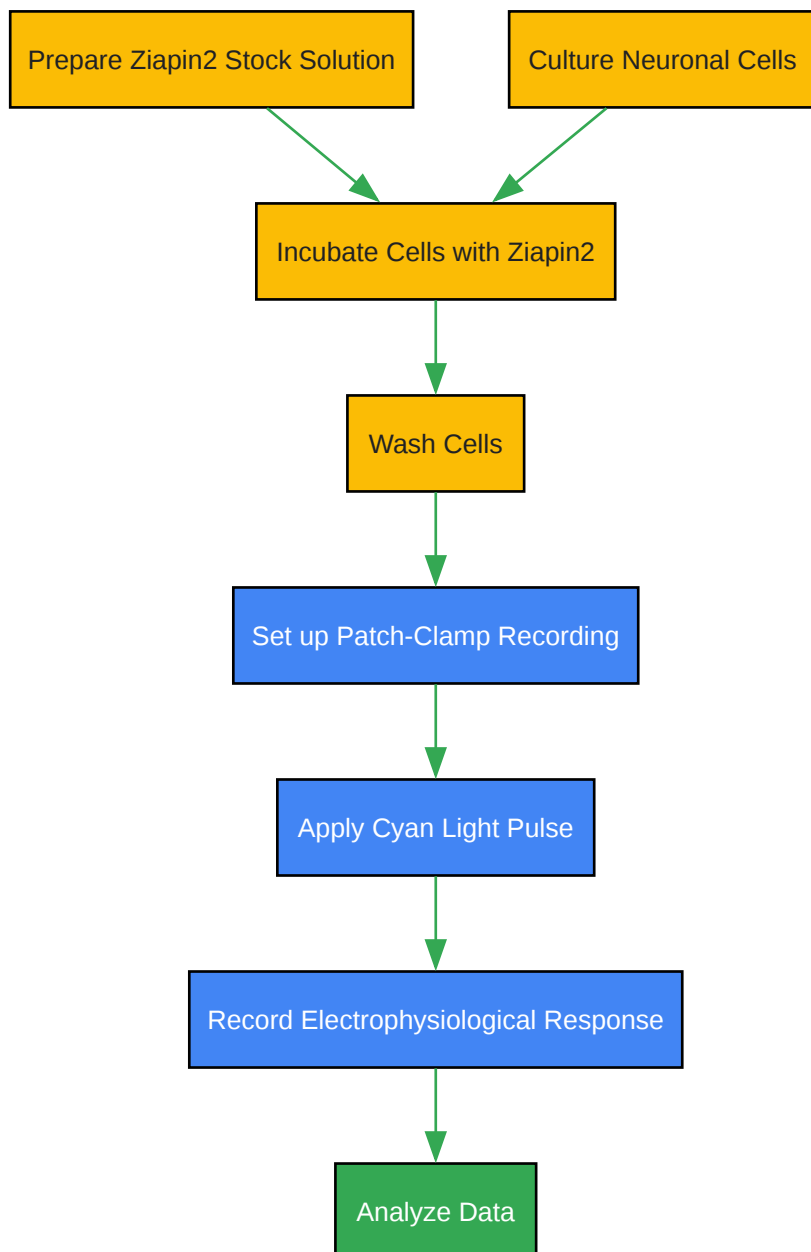 Prepare Ziapin2 Stock Solution
Culture Neuronal Cells
Incubate Cells with Ziapin2
Wash Cells
Set up Patch-Clamp Recording
Apply Cyan Light Pulse
Record Electrophysiological Response
Analyze Data